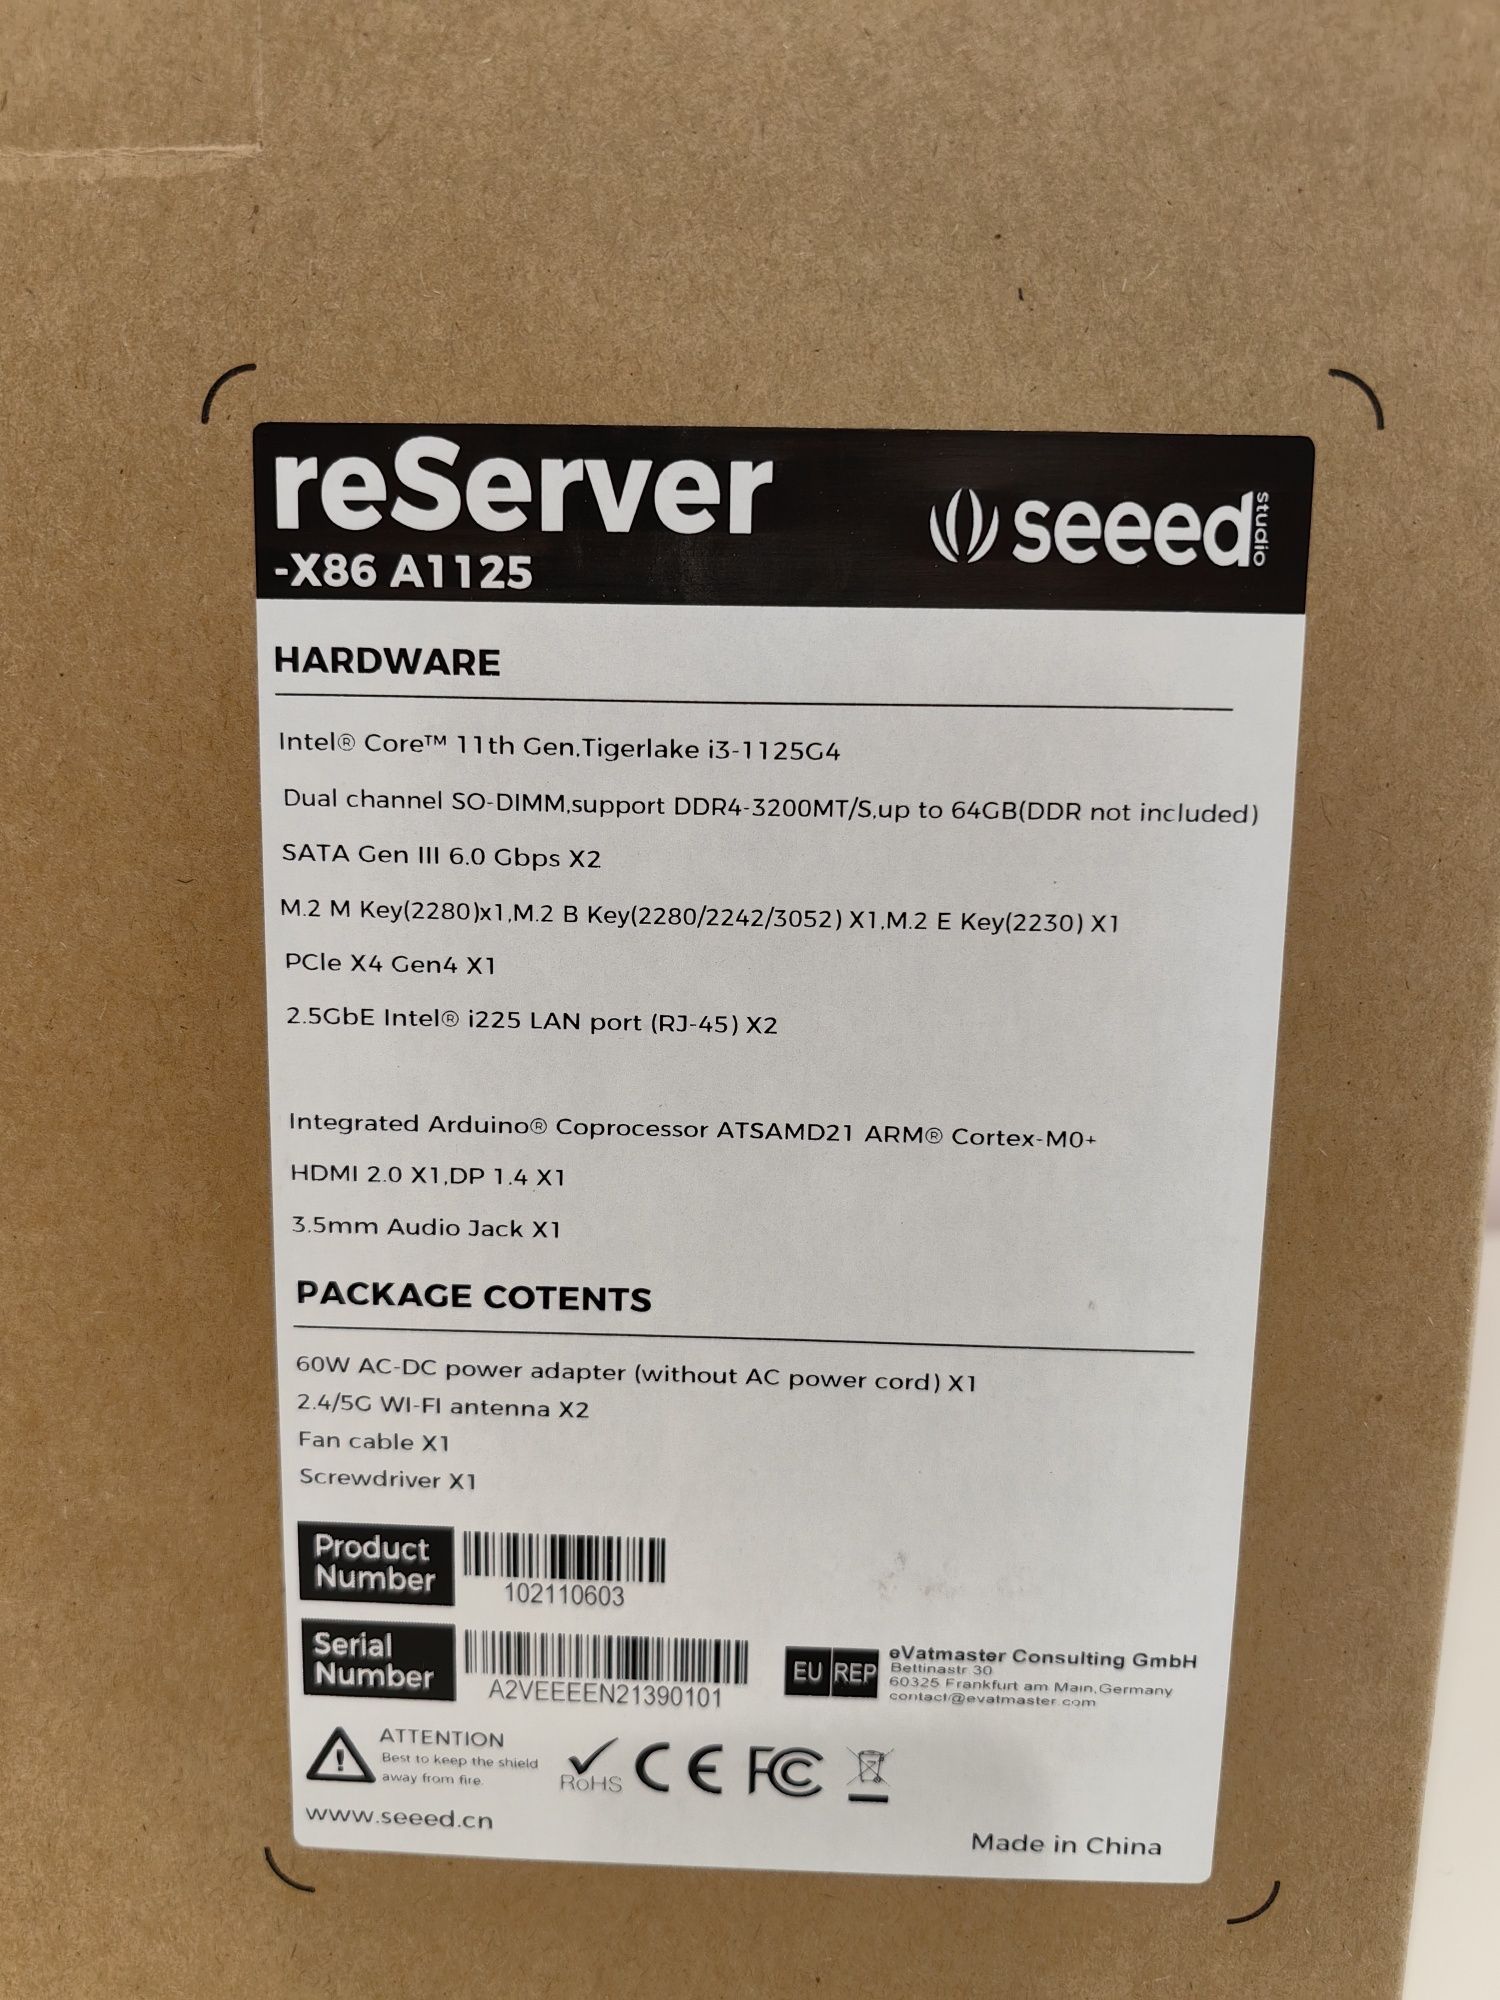 reServer
-X86 A1125
seeed studio
HARDWARE
Intel® Core™ 11th Gen.Tigerlake i3-1125G4
Dual channel SO-DIMM,support DDR4-3200MT/S,up to 64GB(DDR not included)
SATA Gen III 6.0 Gbps X2
M.2 M Key(2280)x1,M.2 B Key(2280/2242/3052) X1,M.2 E Key(2230) X1
PCIe X4 Gen4 X1
2.5GbE Intel® i225 LAN port (RJ-45) X2
Integrated Arduino® Coprocessor ATSAMD21 ARM® Cortex-M0+
HDMI 2.0 X1,DP 1.4 X1
3.5mm Audio Jack X1
PACKAGE COTENTS
60W AC-DC power adapter (without AC power cord) X1
2.4/5G WI-FI antenna X2
Fan cable X1
Screwdriver X1
Product
Number
102110603
Serial
Number
A2VEEEEN21390101
EU REP
eVatmaster Consulting GmbH
Bettinastr.30
60325 Frankfurt am Main,Germany
contact@evatmaster.com
ATTENTION
Best to keep the shield
away from fire.
RoHS CE FC
www.seeed.cn
Made in China